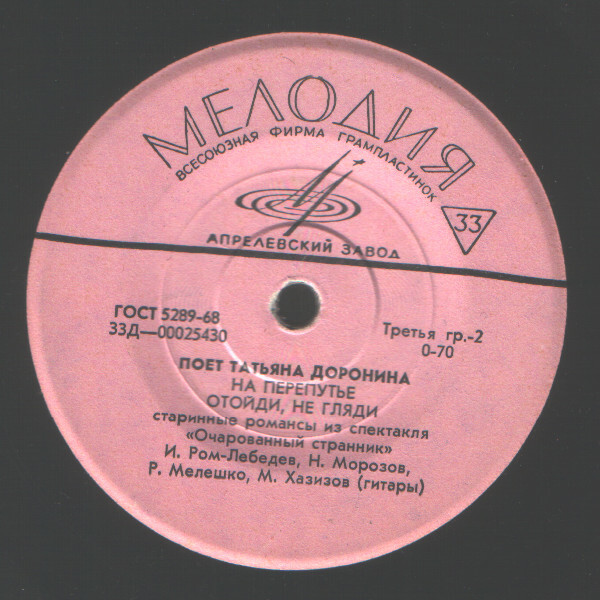 МЕЛОДИЯ
ВСЕСОЮЗНАЯ ФИРМА ГРАМПЛАСТИНОК
33
АПРЕЛЕВСКИЙ ЗАВОД
ГОСТ 5289-68
33Д—00025430
Третья гр.-2
0-70
ПОЕТ ТАТЬЯНА ДОРОНИНА
НА ПЕРЕПУТЬЕ
ОТОЙДИ, НЕ ГЛЯДИ
старинные романсы из спектакля
«Очарованный странник»
И. Ром-Лебедев, Н. Морозов,
Р. Мелешко, М. Хазизов (гитары)